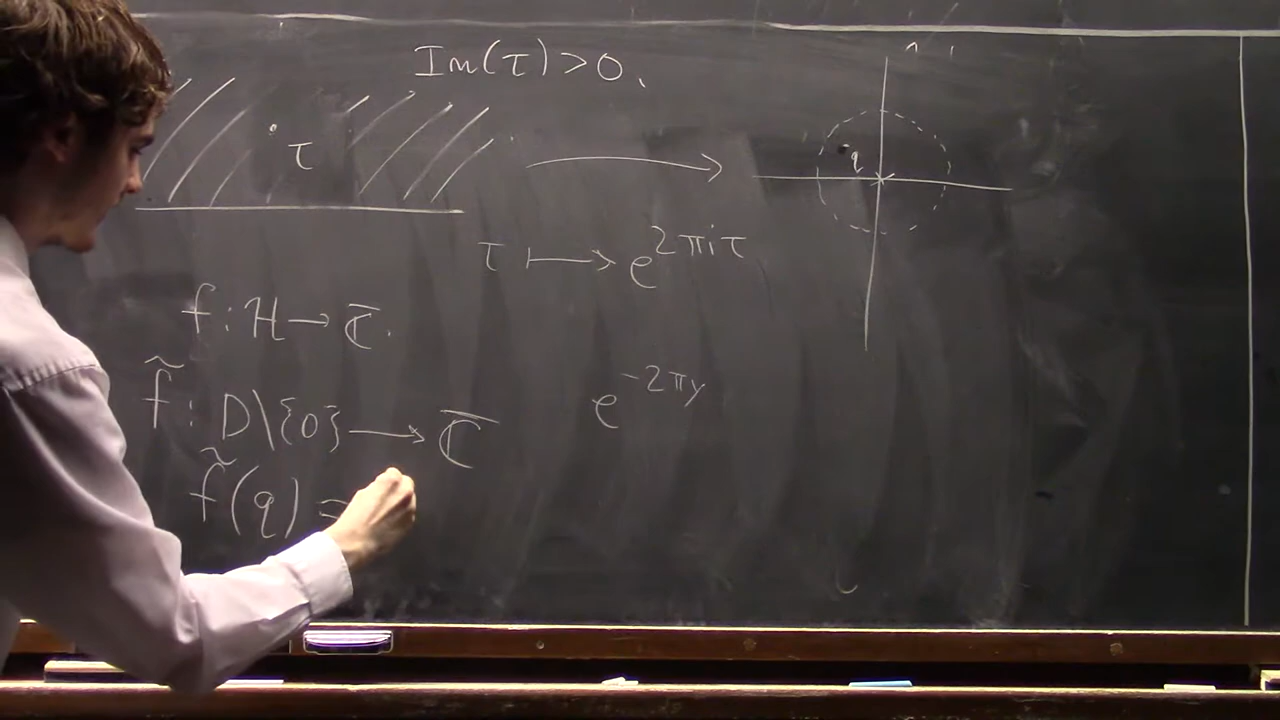 Im(τ) > 0.
τ
q
τ ⟼ e^{2πiτ}
f : H → ℂ̄.
e^{-2πy}
f̃ : D\{0} ⟶ ℂ̄
f̃(q) =